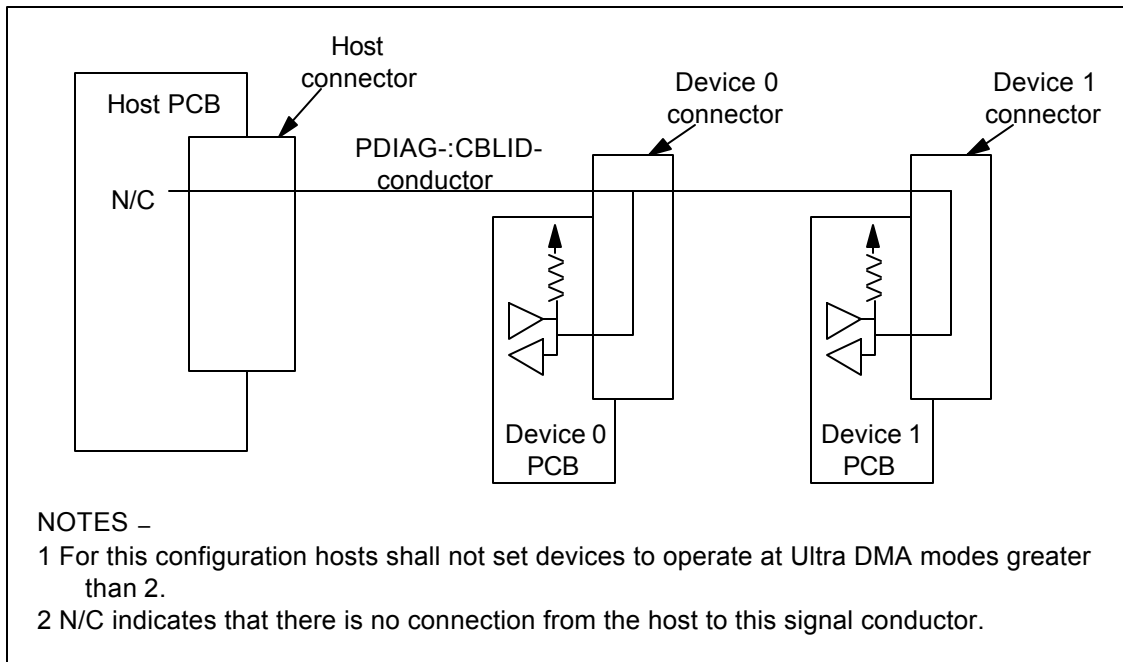 Host
connector
Device 0
connector
Device 1
connector
Host PCB
PDIAG-:CBLID-
conductor
N/C
Device 0
PCB
Device 1
PCB
NOTES –
1 For this configuration hosts shall not set devices to operate at Ultra DMA modes greater
than 2.
2 N/C indicates that there is no connection from the host to this signal conductor.